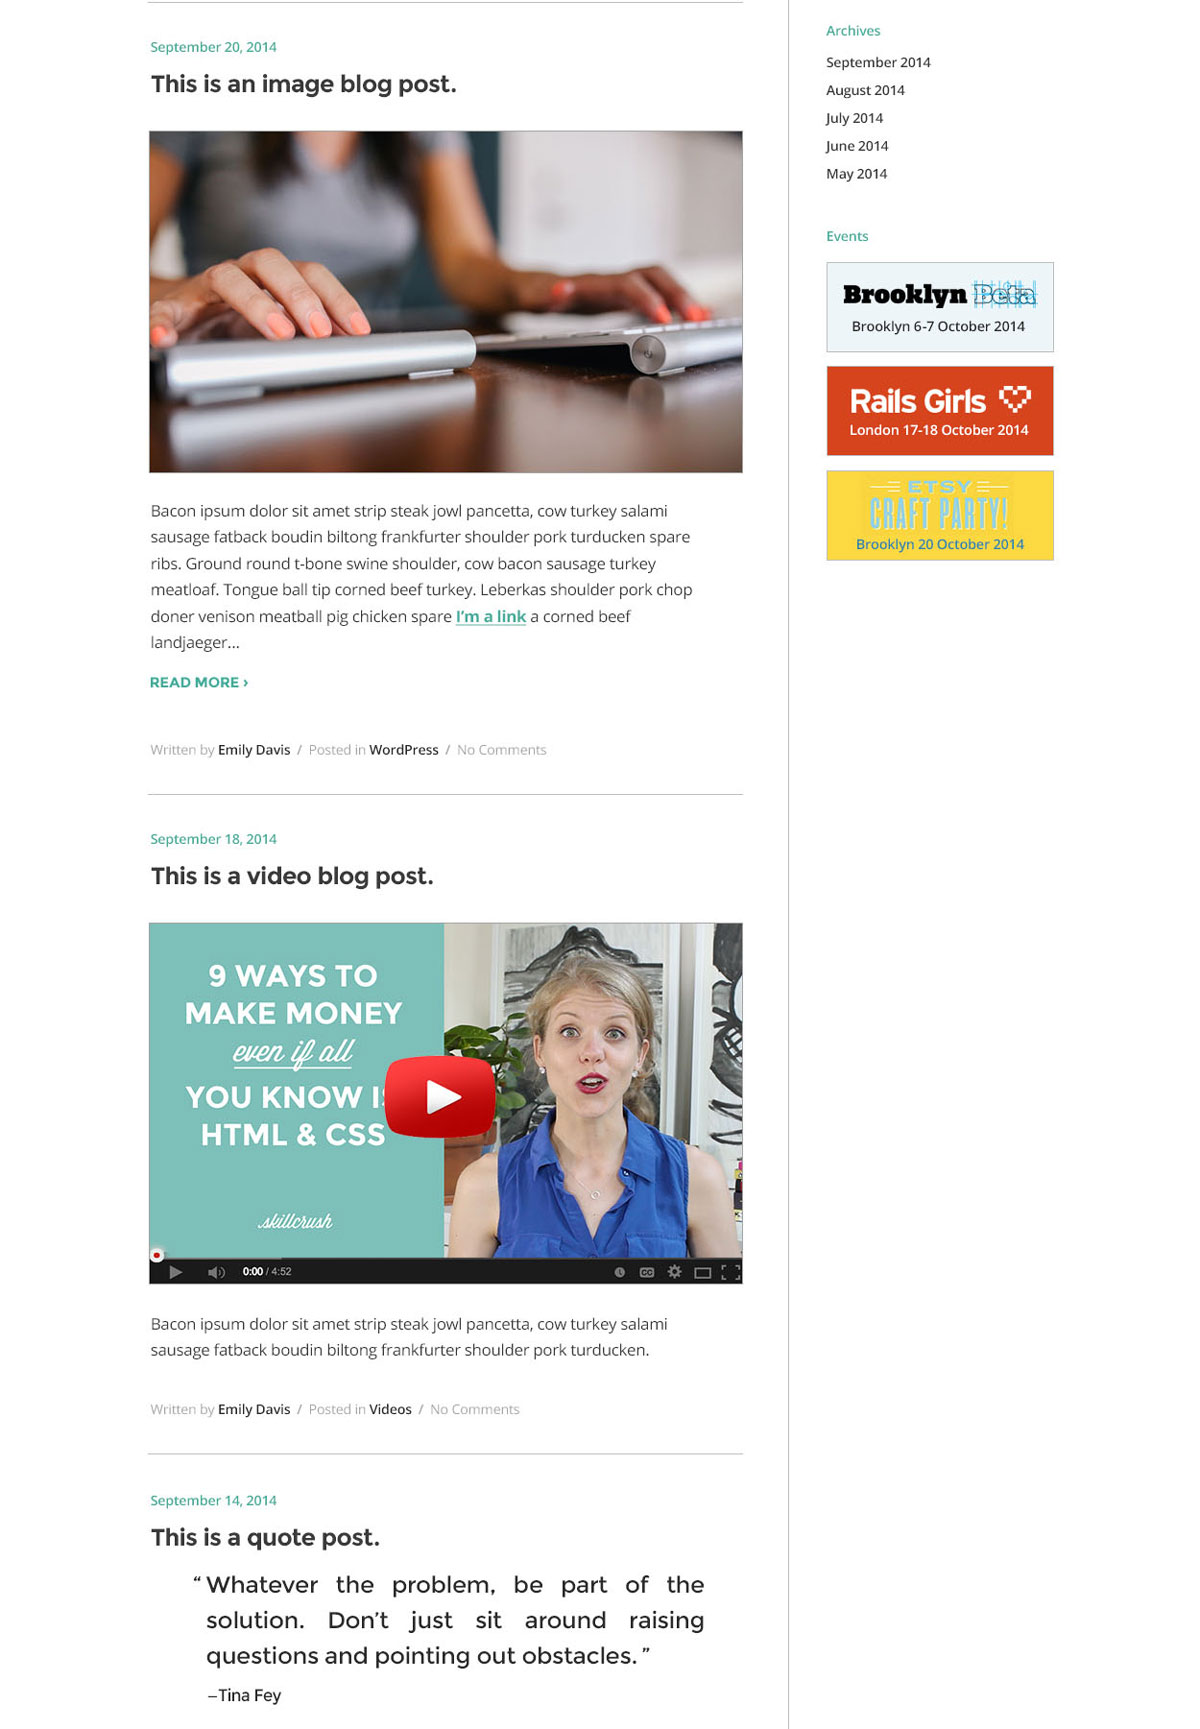 September 20, 2014
This is an image blog post.
Bacon ipsum dolor sit amet strip steak jowl pancetta, cow turkey salami
sausage fatback boudin biltong frankfurter shoulder pork turducken spare
ribs. Ground round t-bone swine shoulder, cow bacon sausage turkey
meatloaf. Tongue ball tip corned beef turkey. Leberkas shoulder pork chop
doner venison meatball pig chicken spare I'm a link a corned beef
landjaeger...
READ MORE ›
Written by Emily Davis / Posted in WordPress / No Comments
September 18, 2014
This is a video blog post.
9 WAYS TO
MAKE MONEY
even if all
YOU KNOW IS
HTML & CSS
skillcrush
0:00 / 4:52
CC
Bacon ipsum dolor sit amet strip steak jowl pancetta, cow turkey salami
sausage fatback boudin biltong frankfurter shoulder pork turducken.
Written by Emily Davis / Posted in Videos / No Comments
September 14, 2014
This is a quote post.
“ Whatever the problem, be part of the
solution. Don’t just sit around raising
questions and pointing out obstacles. ”
–Tina Fey
Archives
September 2014
August 2014
July 2014
June 2014
May 2014
Events
Brooklyn Beta
Brooklyn 6-7 October 2014
Rails Girls
London 17-18 October 2014
ETSY
CRAFT PARTY!
Brooklyn 20 October 2014